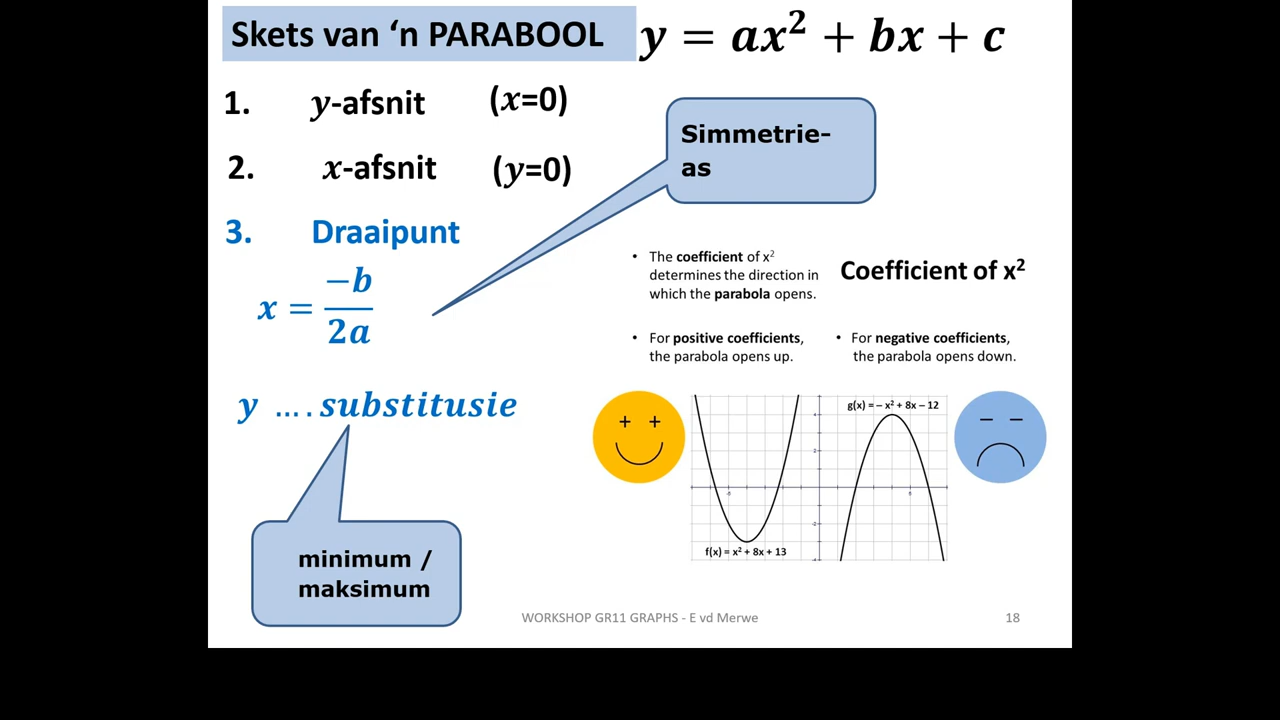 Skets van ‘n PARABOOL
y = ax² + bx + c
1. y-afsnit (x=0)
2. x-afsnit (y=0)
3. Draaipunt
x = −b/2a
y ....substitusie
Simmetrie-
as
minimum /
maksimum
• The coefficient of x²
determines the direction in
which the parabola opens.
Coefficient of x²
• For positive coefficients,
the parabola opens up.
• For negative coefficients,
the parabola opens down.
+ +
g(x) = − x² + 8x − 12
− −
f(x) = x² + 8x + 13
WORKSHOP GR11 GRAPHS - E vd Merwe
18